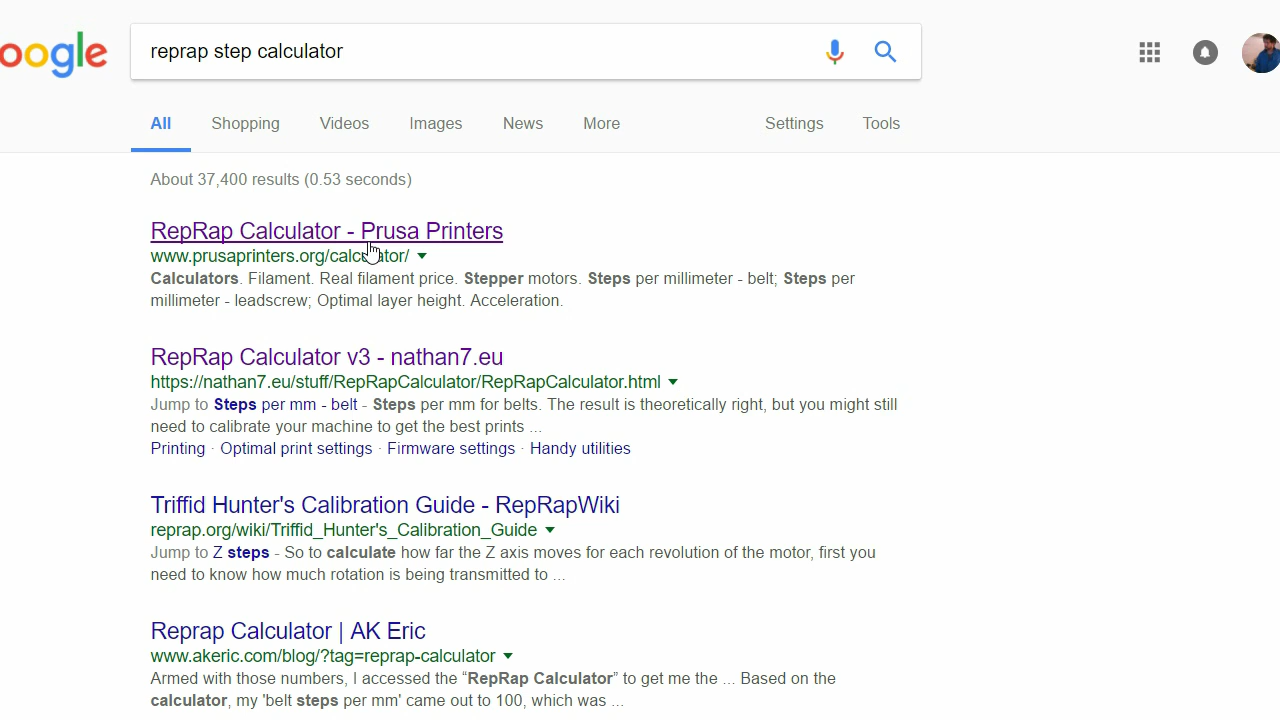 oogle
reprap step calculator
All Shopping Videos Images News More Settings Tools
About 37,400 results (0.53 seconds)
RepRap Calculator - Prusa Printers
www.prusaprinters.org/calculator/
Calculators. Filament. Real filament price. Stepper motors. Steps per millimeter - belt; Steps per
millimeter - leadscrew; Optimal layer height. Acceleration.
RepRap Calculator v3 - nathan7.eu
https://nathan7.eu/stuff/RepRapCalculator/RepRapCalculator.html
Jump to Steps per mm - belt - Steps per mm for belts. The result is theoretically right, but you might still
need to calibrate your machine to get the best prints ...
Printing · Optimal print settings · Firmware settings · Handy utilities
Triffid Hunter's Calibration Guide - RepRapWiki
reprap.org/wiki/Triffid_Hunter's_Calibration_Guide
Jump to Z steps - So to calculate how far the Z axis moves for each revolution of the motor, first you
need to know how much rotation is being transmitted to ...
Reprap Calculator | AK Eric
www.akeric.com/blog/?tag=reprap-calculator
Armed with those numbers, I accessed the “RepRap Calculator” to get me the ... Based on the
calculator, my 'belt steps per mm' came out to 100, which was ...